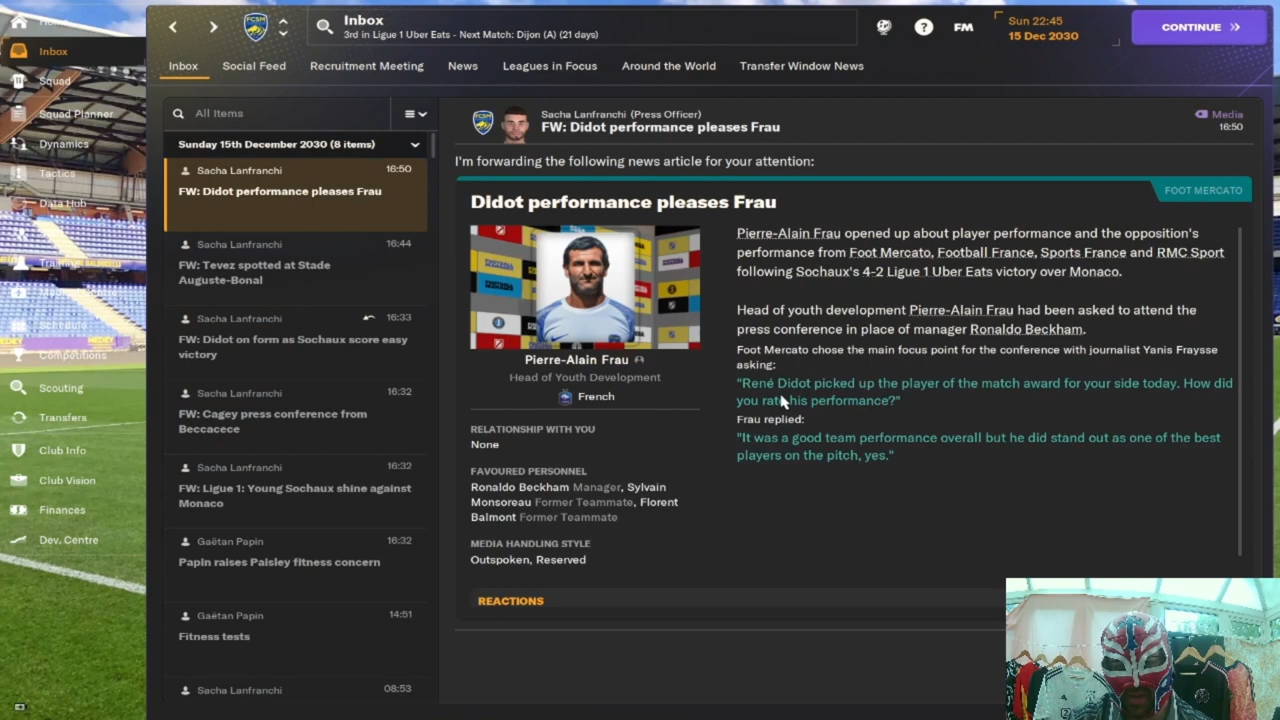 Inbox
3rd in Ligue 1 Uber Eats - Next Match: Dijon (A) (21 days)
FCSM
?
FM
Sun 22:45
15 Dec 2030
CONTINUE
Inbox
Squad
Squad Planner
Dynamics
Tactics
Data Hub
Competitions
Scouting
Transfers
Club Info
Club Vision
Finances
Dev. Centre
Inbox
Social Feed
Recruitment Meeting
News
Leagues in Focus
Around the World
Transfer Window News
All Items
Sunday 15th December 2030 (8 items)
Sacha Lanfranchi
16:50
FW: Didot performance pleases Frau
Sacha Lanfranchi
16:44
FW: Tevez spotted at Stade
Auguste-Bonal
Sacha Lanfranchi
16:33
FW: Didot on form as Sochaux score easy
victory
Sacha Lanfranchi
16:32
FW: Cagey press conference from
Beccacece
Sacha Lanfranchi
16:32
FW: Ligue 1: Young Sochaux shine against
Monaco
Gaëtan Papin
16:32
Papin raises Paisley fitness concern
Gaëtan Papin
14:51
Fitness tests
Sacha Lanfranchi
08:53
Sacha Lanfranchi (Press Officer)
FW: Didot performance pleases Frau
Media
16:50
I'm forwarding the following news article for your attention:
FOOT MERCATO
Didot performance pleases Frau
Pierre-Alain Frau
Head of Youth Development
French
RELATIONSHIP WITH YOU
None
FAVOURED PERSONNEL
Ronaldo Beckham Manager, Sylvain
Monsoreau Former Teammate, Florent
Balmont Former Teammate
MEDIA HANDLING STYLE
Outspoken, Reserved
Pierre-Alain Frau opened up about player performance and the opposition's
performance from Foot Mercato, Football France, Sports France and RMC Sport
following Sochaux's 4-2 Ligue 1 Uber Eats victory over Monaco.
Head of youth development Pierre-Alain Frau had been asked to attend the
press conference in place of manager Ronaldo Beckham.
Foot Mercato chose the main focus point for the conference with journalist Yanis Fraysse
asking:
"René Didot picked up the player of the match award for your side today. How did
you rate his performance?"
Frau replied:
"It was a good team performance overall but he did stand out as one of the best
players on the pitch, yes."
REACTIONS